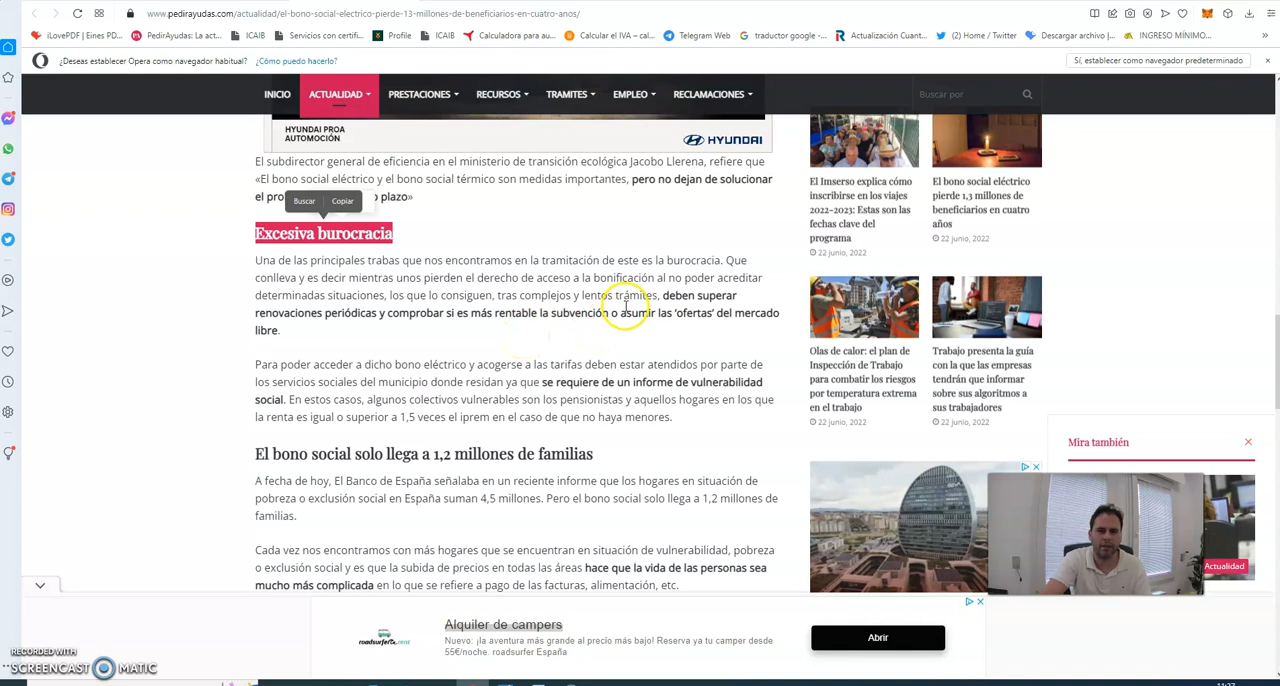 www.pedirayudas.com/actualidad/el-bono-social-electrico-pierde-13-millones-de-beneficiarios-en-cuatro-anos/
iLovePDF | Eines PD...
PedirAyudas: La act...
ICAIB
Servicios con certifi...
Profile
ICAIB
Calculadora para au...
Calcular el IVA – cal...
Telegram Web
traductor google -...
Actualización Cuant...
(2) Home / Twitter
Descargar archivo |...
INGRESO MÍNIMO...
»
¿Deseas establecer Opera como navegador habitual?
¿Cómo puedo hacerlo?
Sí, establecer como navegador predeterminado
INICIO
ACTUALIDAD
PRESTACIONES
RECURSOS
TRAMITES
EMPLEO
RECLAMACIONES
Buscar por
HYUNDAI PROA
AUTOMOCIÓN
HYUNDAI
El subdirector general de eficiencia en el ministerio de transición ecológica Jacobo Llerena, refiere que
«El bono social eléctrico y el bono social térmico son medidas importantes, pero no dejan de solucionar
el pro plazo»
Buscar
Copiar
Excesiva burocracia
Una de las principales trabas que nos encontramos en la tramitación de este es la burocracia. Que
conlleva y es decir mientras unos pierden el derecho de acceso a la bonificación al no poder acreditar
determinadas situaciones, los que lo consiguen, tras complejos y lentos trámites, deben superar
renovaciones periódicas y comprobar si es más rentable la subvención o asumir las 'ofertas' del mercado
libre.
Para poder acceder a dicho bono eléctrico y acogerse a las tarifas deben estar atendidos por parte de
los servicios sociales del municipio donde residan ya que se requiere de un informe de vulnerabilidad
social. En estos casos, algunos colectivos vulnerables son los pensionistas y aquellos hogares en los que
la renta es igual o superior a 1,5 veces el iprem en el caso de que no haya menores.
El bono social solo llega a 1,2 millones de familias
A fecha de hoy, El Banco de España señalaba en un reciente informe que los hogares en situación de
pobreza o exclusión social en España suman 4,5 millones. Pero el bono social solo llega a 1,2 millones de
familias.
Cada vez nos encontramos con más hogares que se encuentran en situación de vulnerabilidad, pobreza
o exclusión social y es que la subida de precios en todas las áreas hace que la vida de las personas sea
mucho más complicada en lo que se refiere a pago de las facturas, alimentación, etc.
El Imserso explica cómo
inscribirse en los viajes
2022-2023: Estas son las
fechas clave del
programa
22 junio, 2022
El bono social eléctrico
pierde 1,3 millones de
beneficiarios en cuatro
años
22 junio, 2022
Olas de calor: el plan de
Inspección de Trabajo
para combatir los riesgos
por temperatura extrema
en el trabajo
22 junio, 2022
Trabajo presenta la guía
con la que las empresas
tendrán que informar
sobre sus algoritmos a
sus trabajadores
22 junio, 2022
Mira también
Actualidad
roadsurfer.rent
Alquiler de campers
Nuevo: ¡la aventura más grande al precio más bajo! Reserva ya tu camper desde
55€/noche. roadsurfer España
Abrir
RECORDED WITH
SCREENCAST MATIC
11:27